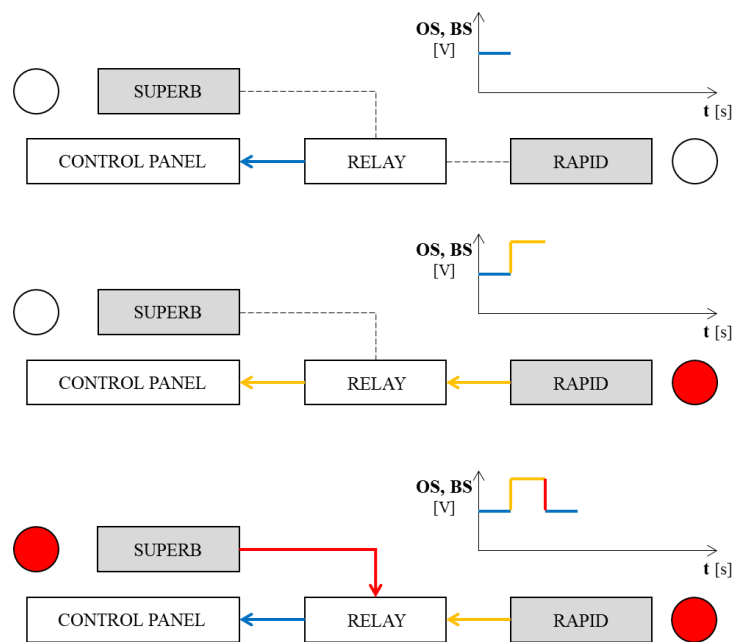 OS, BS
[V]
t [s]
SUPERB
CONTROL PANEL
RELAY
RAPID
OS, BS
[V]
t [s]
SUPERB
CONTROL PANEL
RELAY
RAPID
OS, BS
[V]
t [s]
SUPERB
CONTROL PANEL
RELAY
RAPID